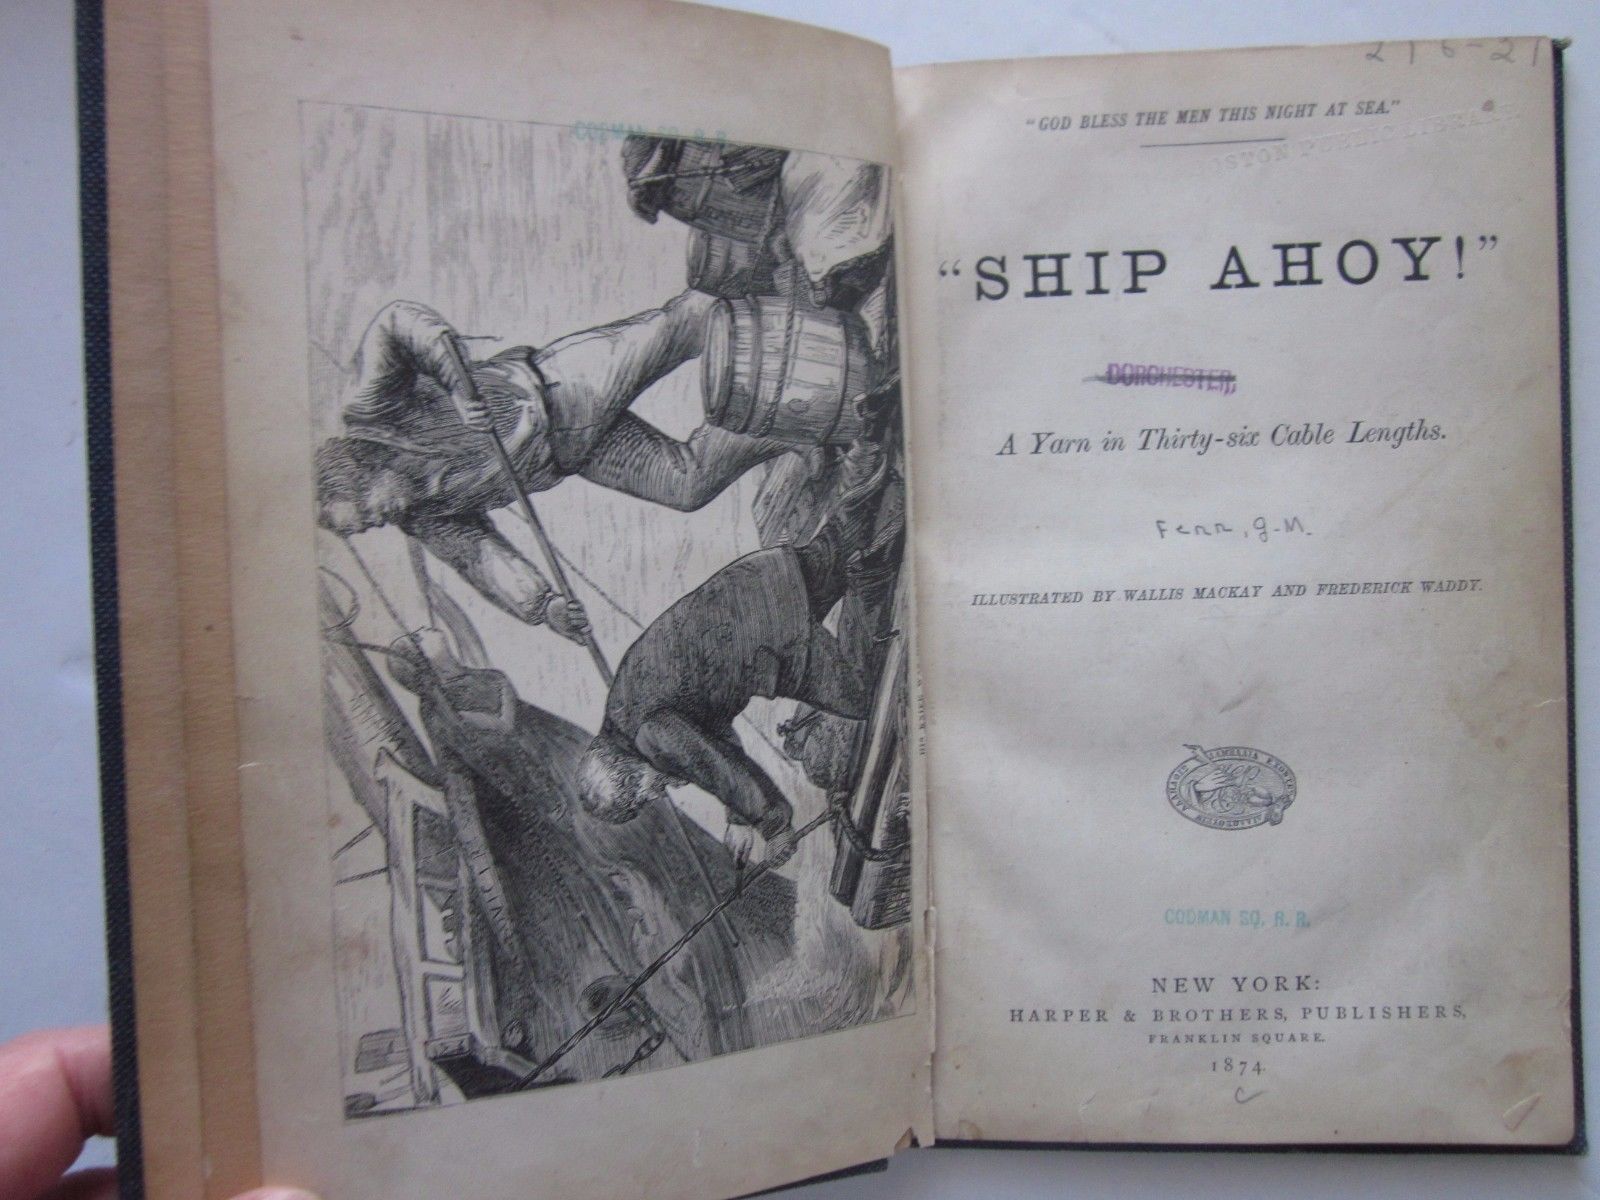 CODMAN SQ. R. R.
HIS KNIFE W
216-21
"GOD BLESS THE MEN THIS NIGHT AT SEA."
BOSTON PUBLIC LIBRARY
"SHIP AHOY!"
DORCHESTER,
A Yarn in Thirty-six Cable Lengths.
Fenn, G. M.
ILLUSTRATED BY WALLIS MACKAY AND FREDERICK WADDY.
CODMAN SQ. R. R.
NEW YORK:
HARPER & BROTHERS, PUBLISHERS,
FRANKLIN SQUARE.
1874.
C